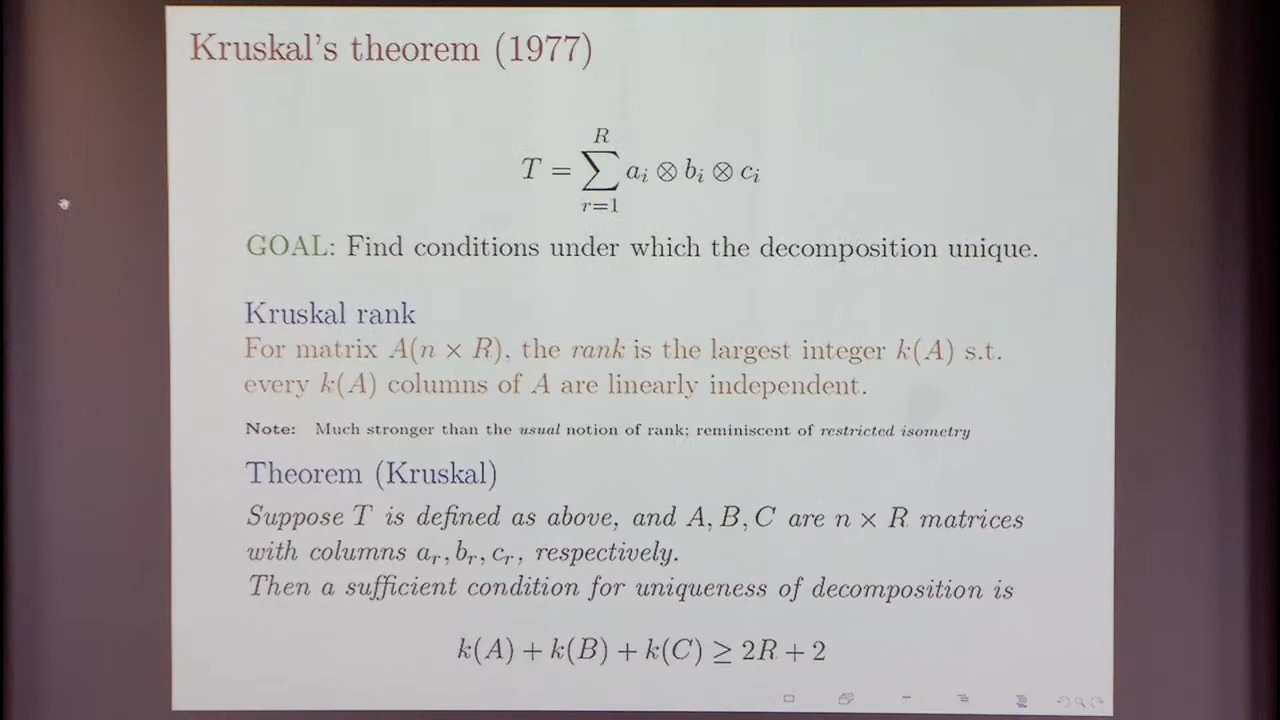 Kruskal's theorem (1977)
R
T = ∑ a_i ⊗ b_i ⊗ c_i
r=1
GOAL: Find conditions under which the decomposition unique.
Kruskal rank
For matrix A(n × R), the rank is the largest integer k(A) s.t.
every k(A) columns of A are linearly independent.
Note: Much stronger than the usual notion of rank; reminiscent of restricted isometry
Theorem (Kruskal)
Suppose T is defined as above, and A, B, C are n × R matrices
with columns a_r, b_r, c_r, respectively.
Then a sufficient condition for uniqueness of decomposition is
k(A) + k(B) + k(C) ≥ 2R + 2